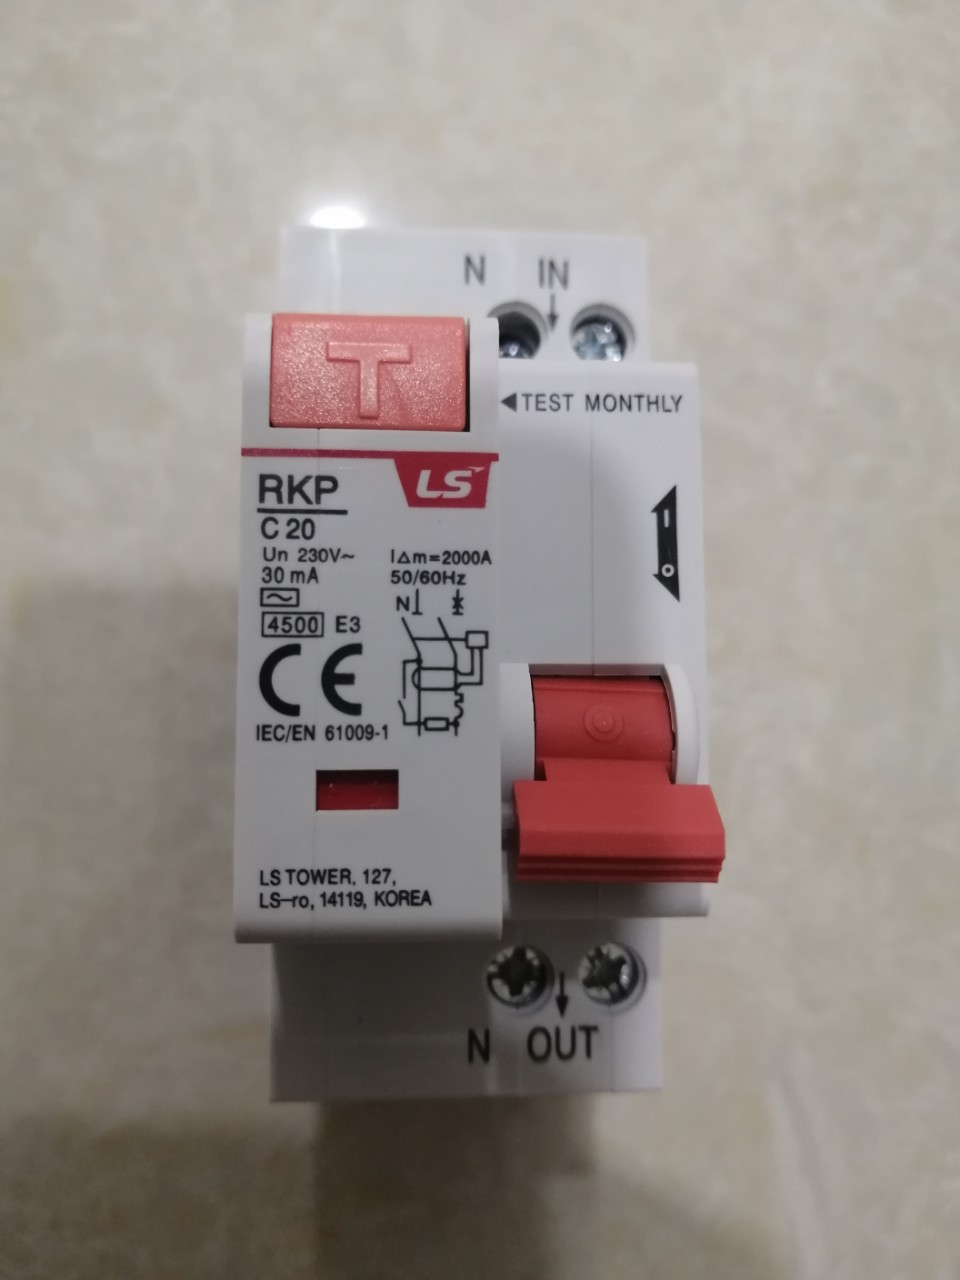 N IN
T
◀TEST MONTHLY
LS
RKP
C 20
Un 230V~
30 mA
4500 E3
I△m=2000A
50/60Hz
N
CE
IEC/EN 61009-1
I
O
LS TOWER, 127,
LS-ro, 14119, KOREA
N OUT